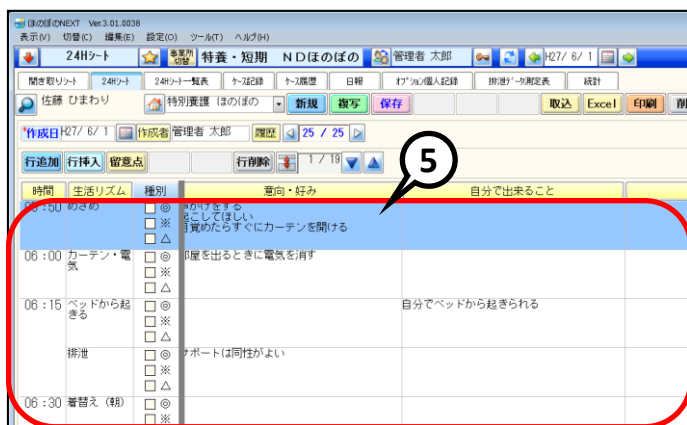 ほのぼのNEXT Ver.3.01.0038
表示(V) 切替(C) 編集(E) 設定(O) ツール(T) ヘルプ(H)
24Hシート 事業所切替 特養・短期 NDほのぼの 管理者 太郎 H27/ 6/ 1
聞き取りシート 24Hシート 24Hシート一覧表 ケース記録 ケース履歴 日報 オプション個人記録 排泄データ測定表 統計
佐藤 ひまわり 特別養護 (ほのぼの 新規 複写 保存 取込 Excel 印刷 削
*作成日 H27/ 6/ 1 作成者 管理者 太郎 履歴 25 / 25
行追加 行挿入 留意点 行削除 1 / 19
5
時間 生活リズム 種別 意向・好み 自分で出来ること
:50 めざめ ◎ 声かけをする
※ 起こしてほしい
△ 目覚めたらすぐにカーテンを開ける
06:00 カーテン・電気 ◎ 部屋を出るときに電気を消す
※
△
06:15 ベッドから起きる ◎ 自分でベッドから起きられる
※
△
排泄 ◎ サポートは同性がよい
※
△
06:30 着替え (朝) ◎
※